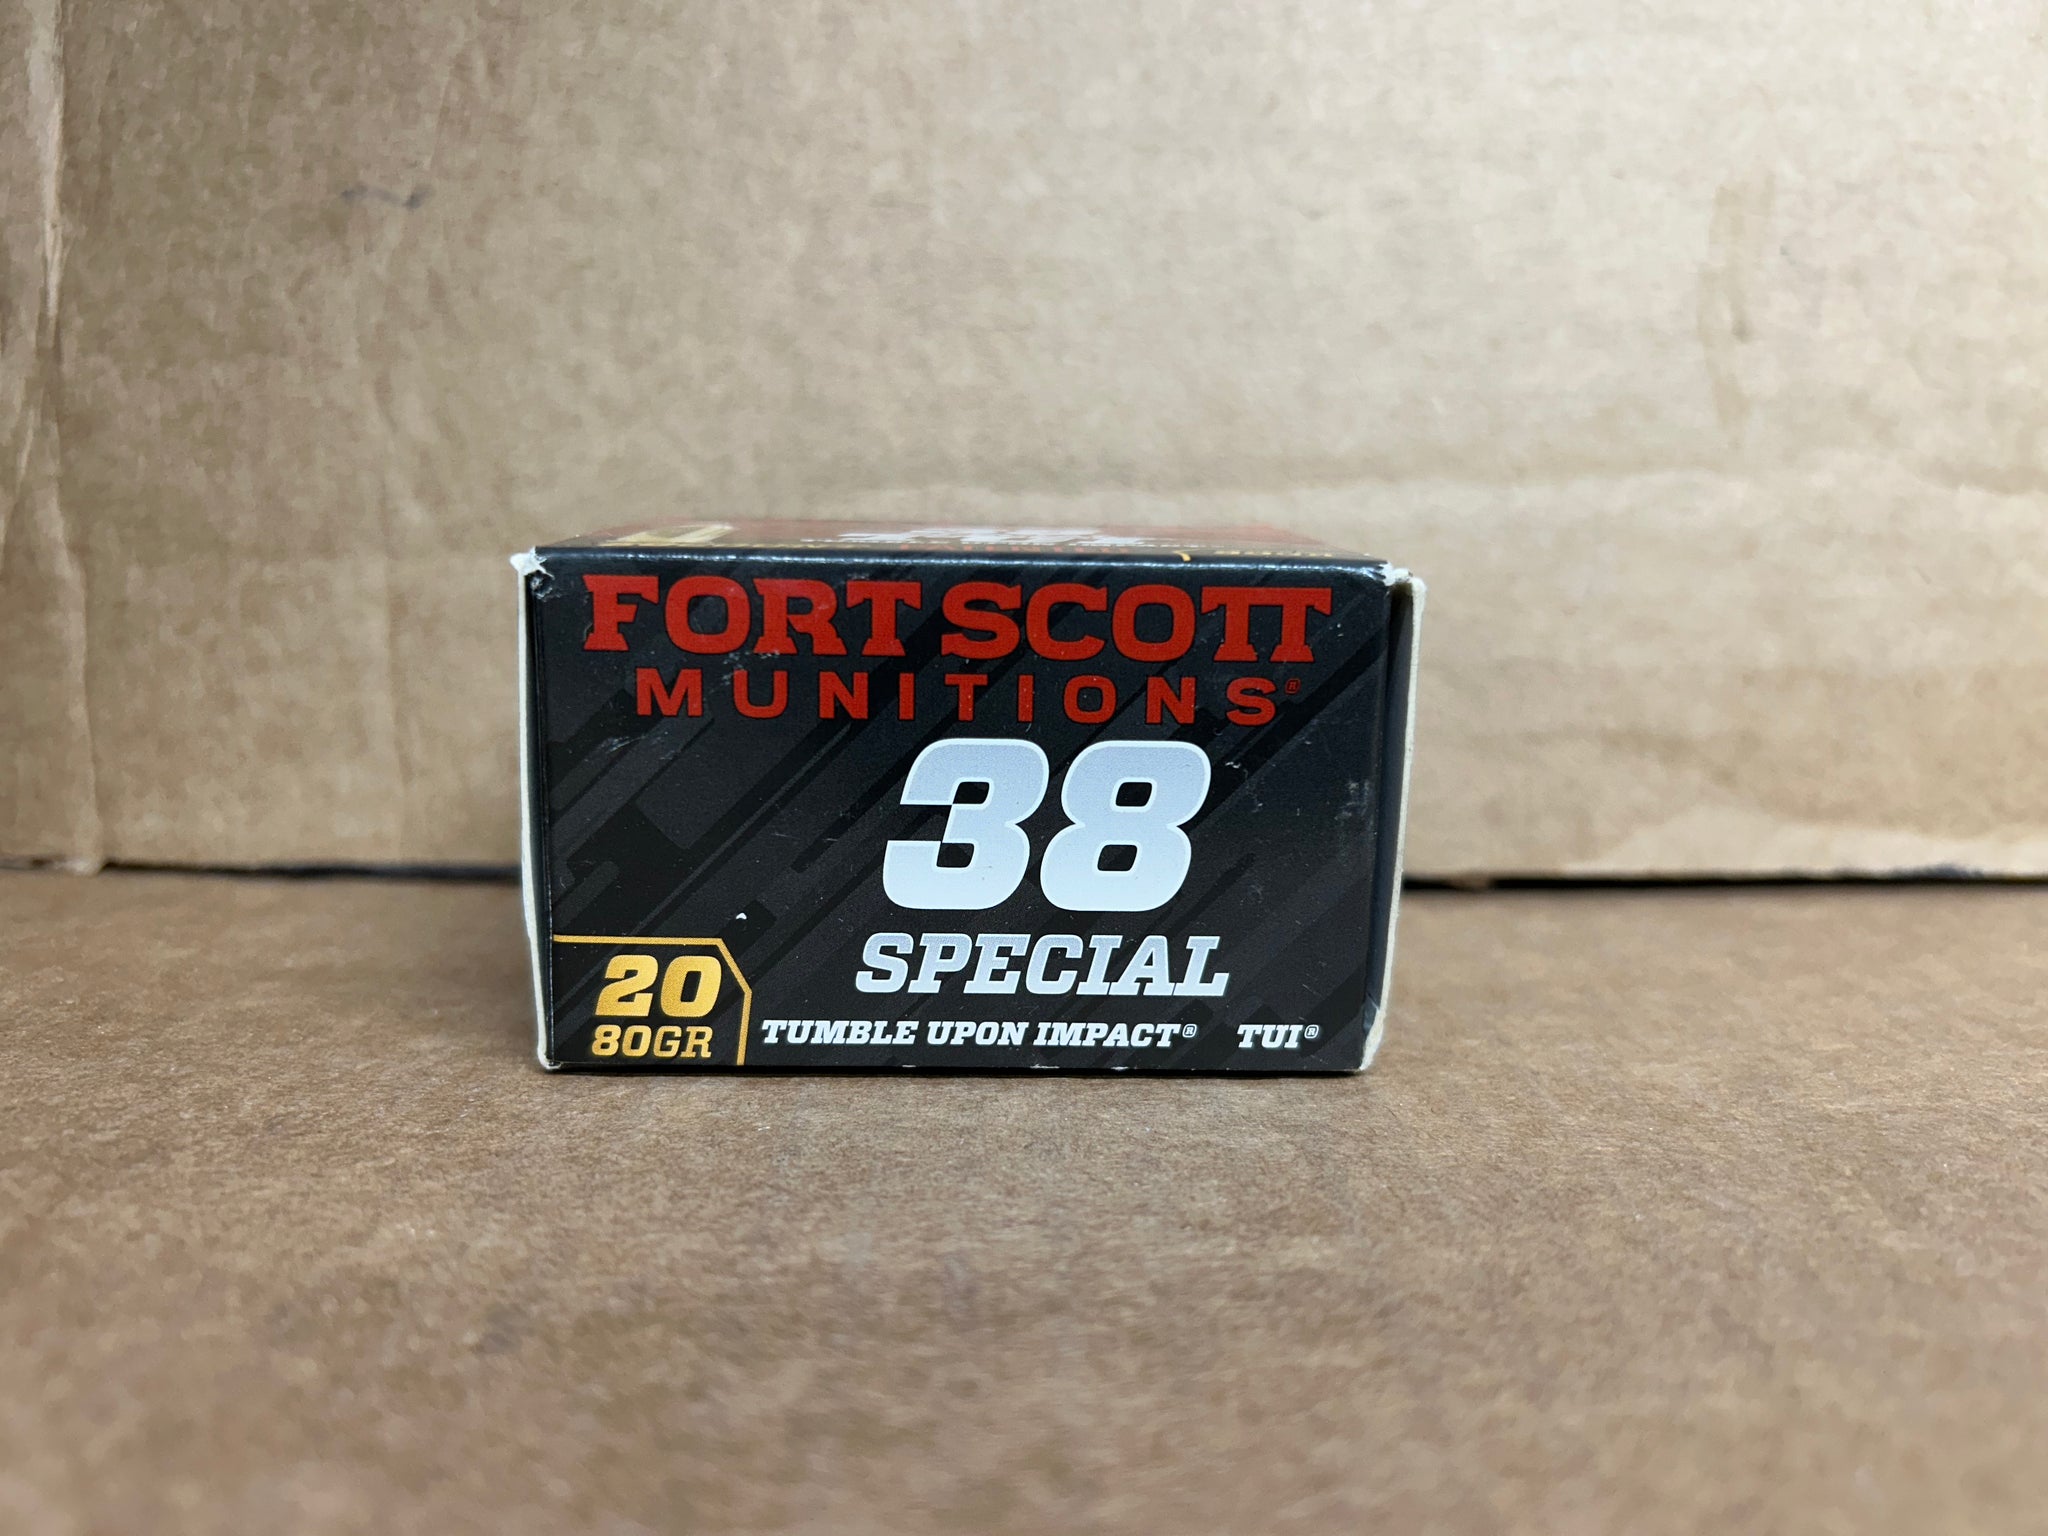 FORT SCOTT
MUNITIONS®
38
SPECIAL
20
80GR
TUMBLE UPON IMPACT® TUI®